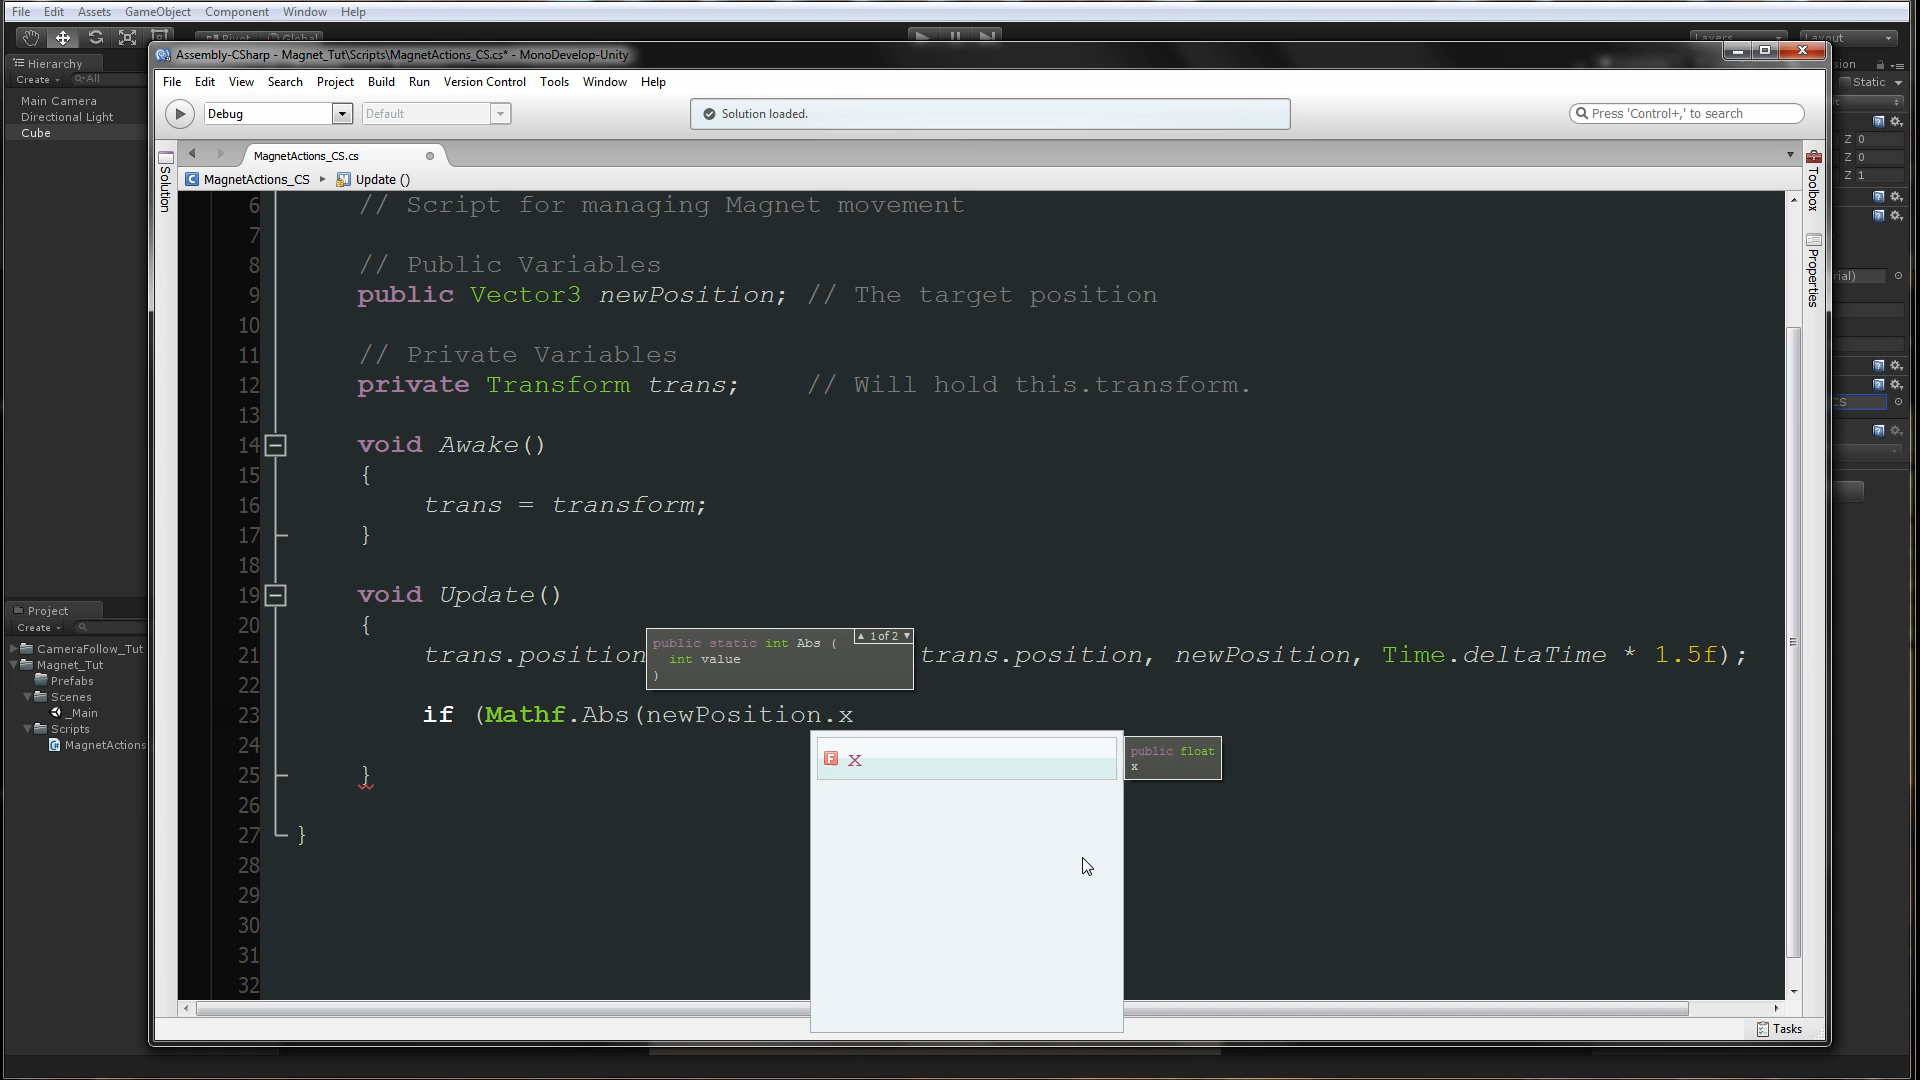 File Edit Assets GameObject Component Window Help
Pivot Global
Layers Layout
Hierarchy
Create All
Main Camera
Directional Light
Cube
Static
Z 0
Z 0
Z 1
Assembly-CSharp - Magnet_Tut\Scripts\MagnetActions_CS.cs* - MonoDevelop-Unity
File Edit View Search Project Build Run Version Control Tools Window Help
Debug Default Solution loaded. Press 'Control+,' to search
MagnetActions_CS.cs
MagnetActions_CS Update ()
Solution
Toolbox
Properties
6 // Script for managing Magnet movement
7
8 // Public Variables
9 public Vector3 newPosition; // The target position
10
11 // Private Variables
12 private Transform trans; // Will hold this.transform.
13
14 void Awake()
15 {
16 trans = transform;
17 }
18
19 void Update()
20 {
21 trans.position trans.position, newPosition, Time.deltaTime * 1.5f);
22
23 if (Mathf.Abs(newPosition.x
24
25 }
26
27 }
28
29
30
31
32
public static int Abs ( 1 of 2
int value
)
x
public float
x
Project
Create
CameraFollow_Tut
Magnet_Tut
Prefabs
Scenes
_Main
Scripts
MagnetActions
Tasks